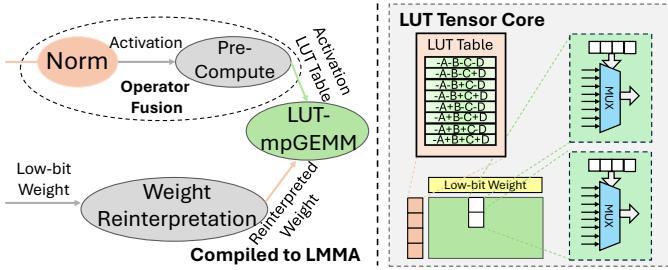 Norm
Activation
Pre-
Compute
Operator
Fusion
Activation
LUT Table
LUT-
mpGEMM
Low-bit
Weight
Weight
Reinterpretation
Reinterpreted
Weight
Compiled to LMMA
LUT Tensor Core
LUT Table
-A-B-C-D
-A-B-C+D
-A-B+C-D
-A-B+C+D
-A+B-C-D
-A+B-C+D
-A+B+C-D
-A+B+C+D
Low-bit Weight
MUX
MUX